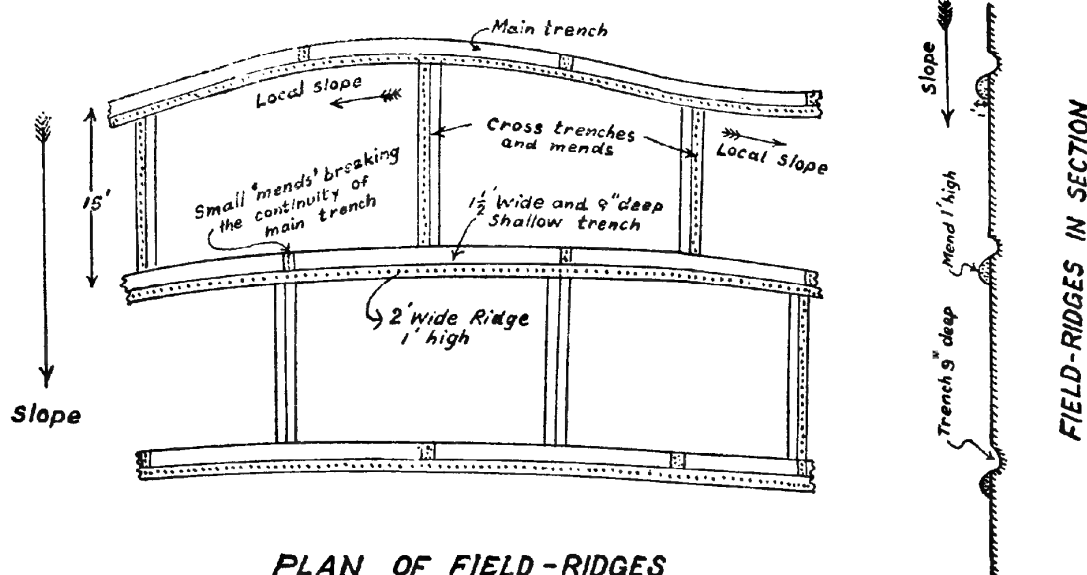 Main trench
Local slope
15'
Slope
Cross trenches
and mends
Local Slope
Small "mends" breaking
the continuity of
main trench
1½' wide and 9" deep
Shallow trench
2' wide Ridge
1' high
PLAN OF FIELD-RIDGES
Slope
1'
Mend 1' high
Trench 9" deep
FIELD-RIDGES IN SECTION